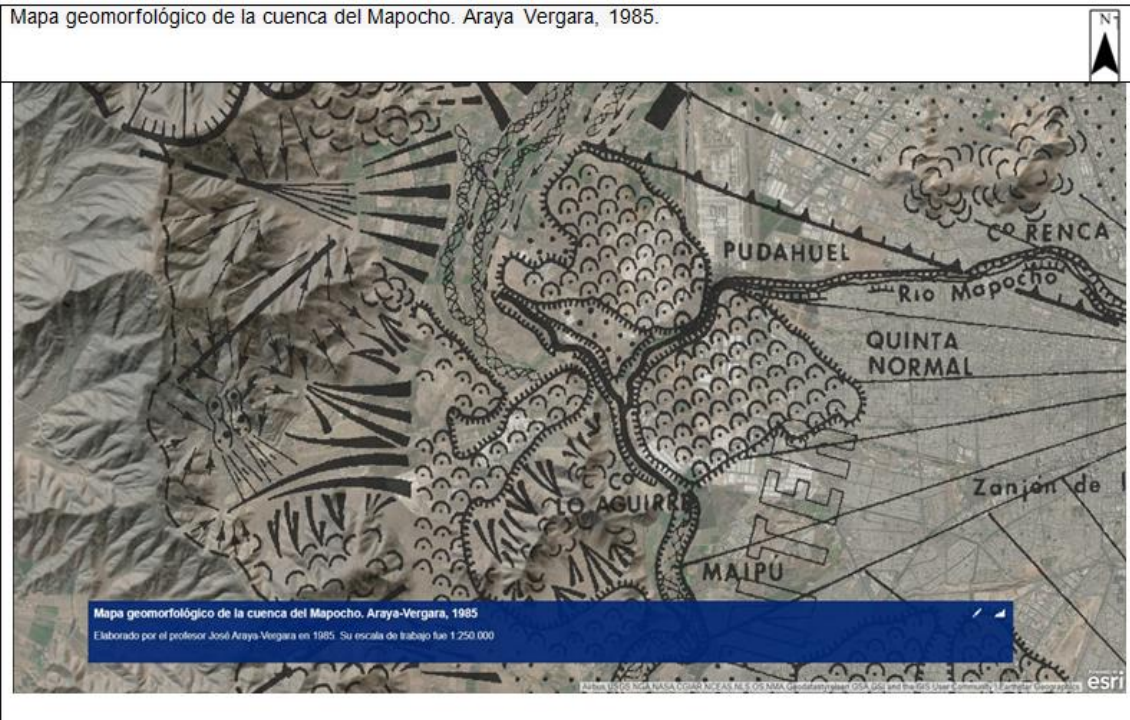 Mapa geomorfológico de la cuenca del Mapocho. Araya Vergara, 1985.
N
Cº RENCA
PUDAHUEL
Río Mapocho
QUINTA
NORMAL
Zanjón de
Cº
LO AGUIRRE
MAIPU
Mapa geomorfológico de la cuenca del Mapocho. Araya-Vergara, 1985
Elaborado por el profesor José Araya-Vergara en 1985. Su escala de trabajo fue 1:250.000
esri